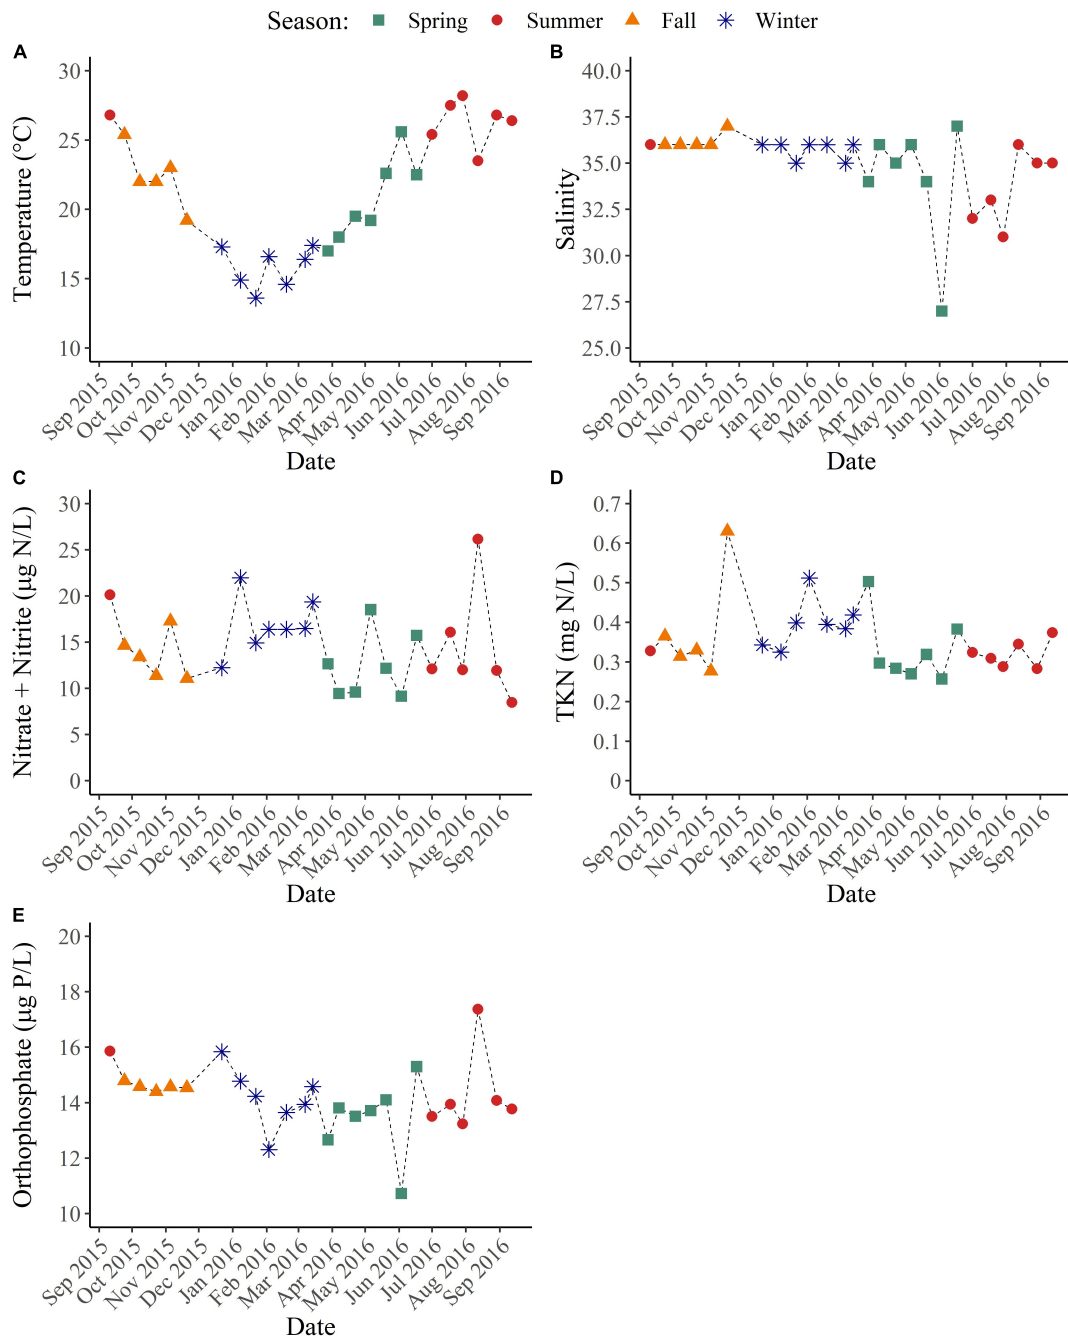 Season: Spring Summer Fall Winter
A
Temperature (°C)
30
25
20
15
10
Sep 2015
Oct 2015
Nov 2015
Dec 2015
Jan 2016
Feb 2016
Mar 2016
Apr 2016
May 2016
Jun 2016
Jul 2016
Aug 2016
Sep 2016
Date
B
Salinity
40.0
37.5
35.0
32.5
30.0
27.5
25.0
Sep 2015
Oct 2015
Nov 2015
Dec 2015
Jan 2016
Feb 2016
Mar 2016
Apr 2016
May 2016
Jun 2016
Jul 2016
Aug 2016
Sep 2016
Date
C
Nitrate + Nitrite (µg N/L)
30
25
20
15
10
5
0
Sep 2015
Oct 2015
Nov 2015
Dec 2015
Jan 2016
Feb 2016
Mar 2016
Apr 2016
May 2016
Jun 2016
Jul 2016
Aug 2016
Sep 2016
Date
D
TKN (mg N/L)
0.7
0.6
0.5
0.4
0.3
0.2
0.1
0
Sep 2015
Oct 2015
Nov 2015
Dec 2015
Jan 2016
Feb 2016
Mar 2016
Apr 2016
May 2016
Jun 2016
Jul 2016
Aug 2016
Sep 2016
Date
E
Orthophosphate (µg P/L)
20
18
16
14
12
10
Sep 2015
Oct 2015
Nov 2015
Dec 2015
Jan 2016
Feb 2016
Mar 2016
Apr 2016
May 2016
Jun 2016
Jul 2016
Aug 2016
Sep 2016
Date